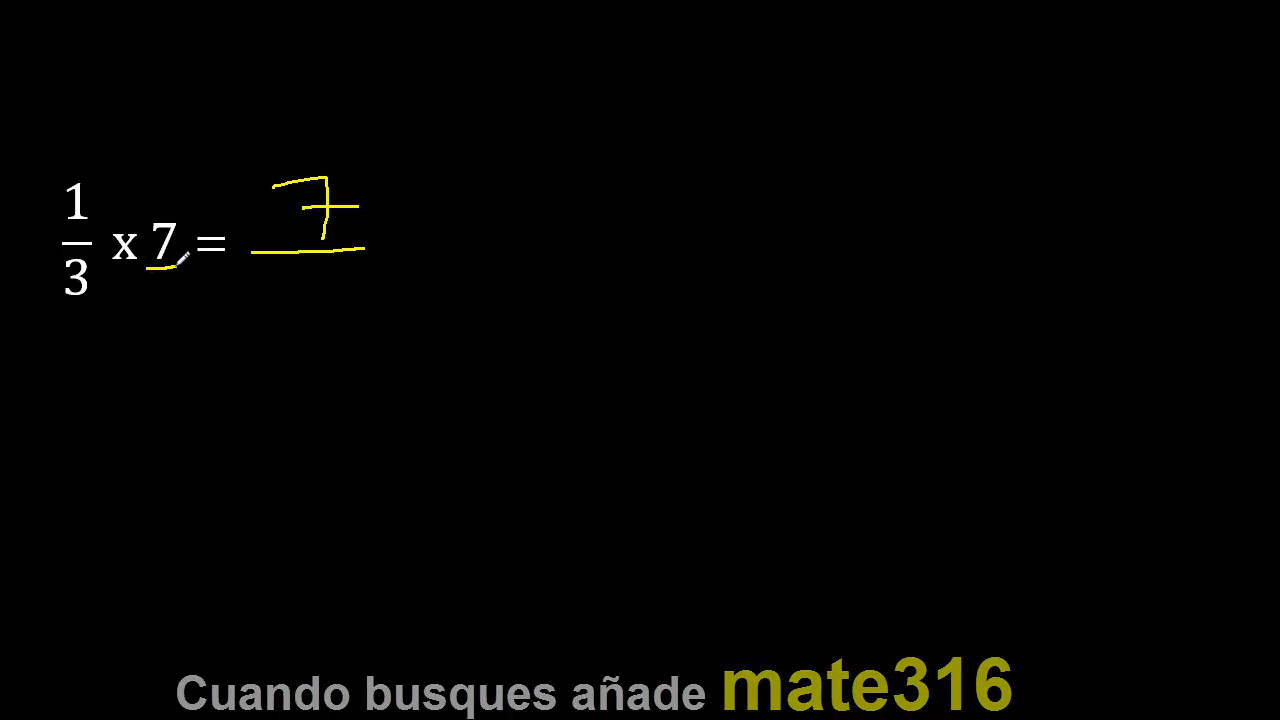 1/3 x 7 = 7/
Cuando busques añade mate316